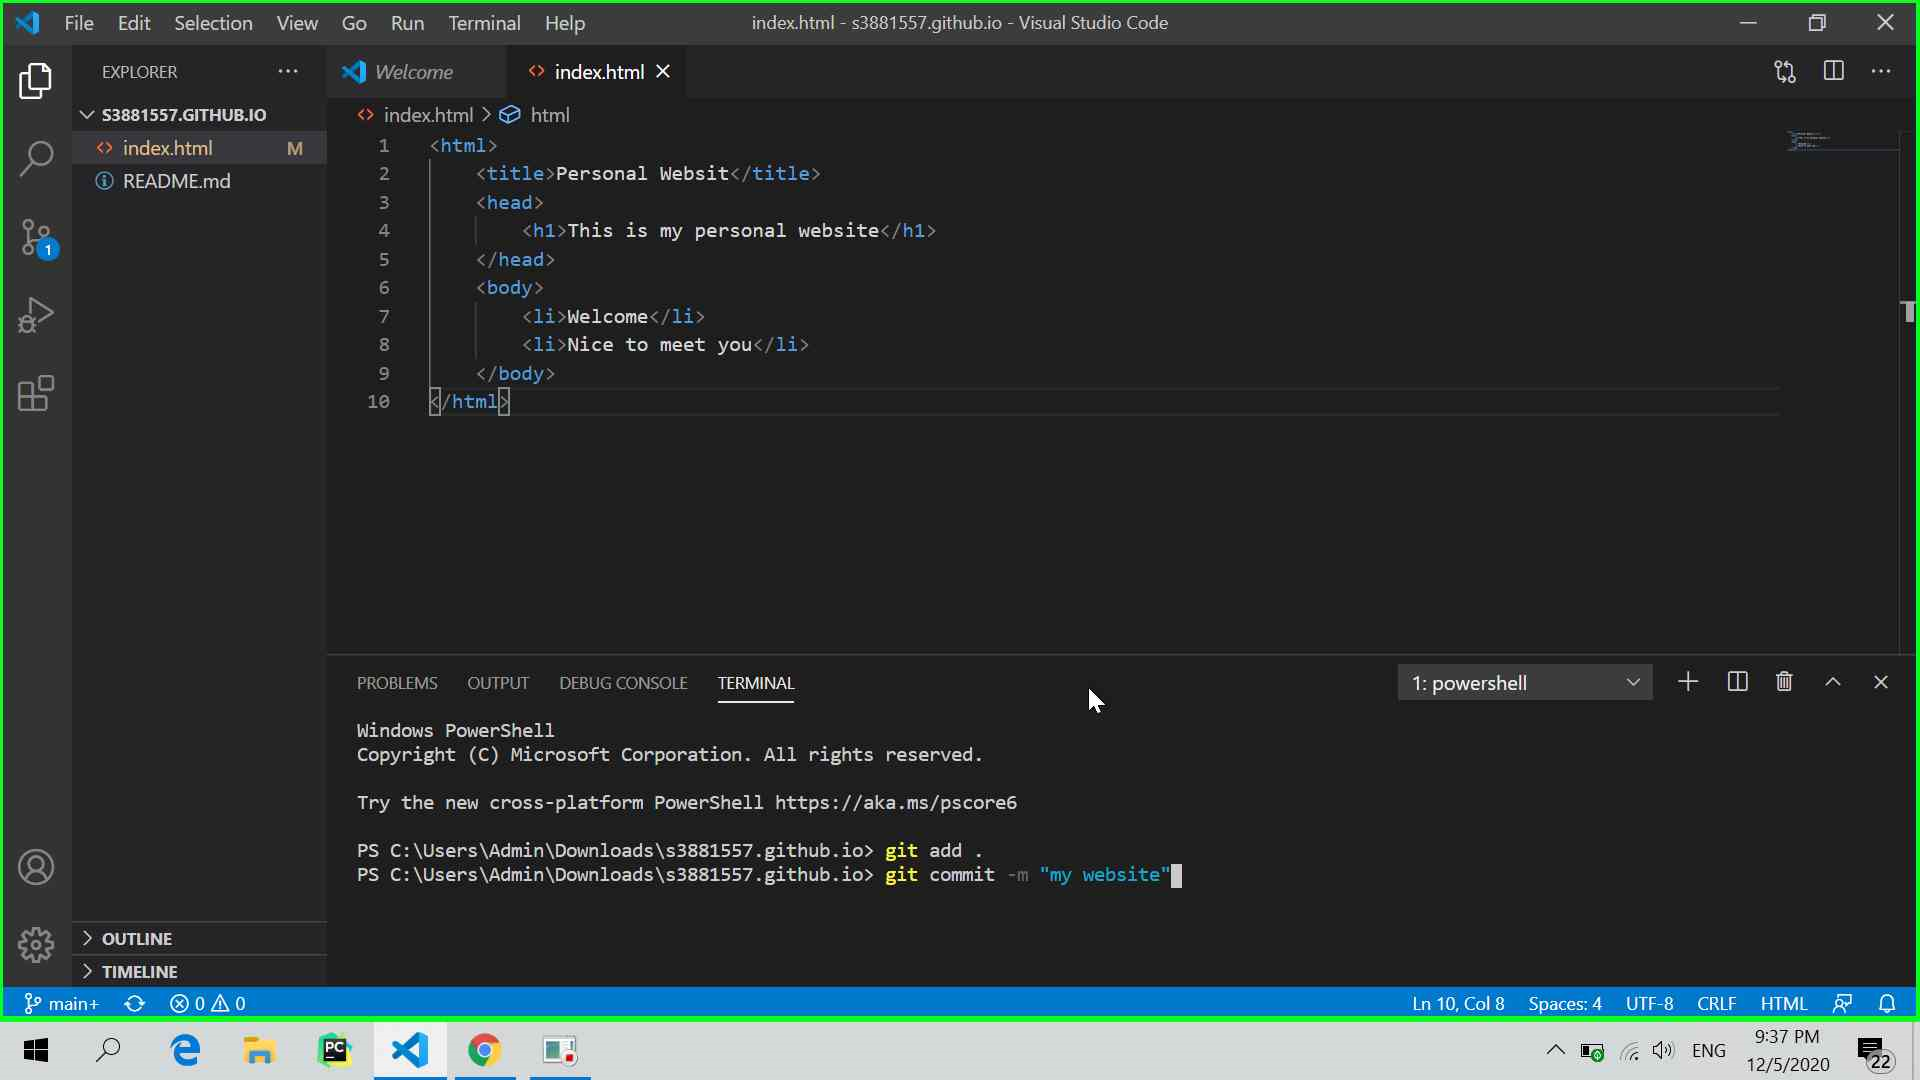 File Edit Selection View Go Run Terminal Help
index.html - s3881557.github.io - Visual Studio Code
EXPLORER
S3881557.GITHUB.IO
index.html M
README.md
OUTLINE
TIMELINE
Welcome
index.html
index.html > html
1 <html>
2 <title>Personal Websit</title>
3 <head>
4 <h1>This is my personal website</h1>
5 </head>
6 <body>
7 <li>Welcome</li>
8 <li>Nice to meet you</li>
9 </body>
10 </html>
PROBLEMS OUTPUT DEBUG CONSOLE TERMINAL
1: powershell
Windows PowerShell
Copyright (C) Microsoft Corporation. All rights reserved.
Try the new cross-platform PowerShell https://aka.ms/pscore6
PS C:\Users\Admin\Downloads\s3881557.github.io> git add .
PS C:\Users\Admin\Downloads\s3881557.github.io> git commit -m "my website"
1
main+ 0 0
Ln 10, Col 8 Spaces: 4 UTF-8 CRLF HTML
PC
ENG
9:37 PM
12/5/2020
22